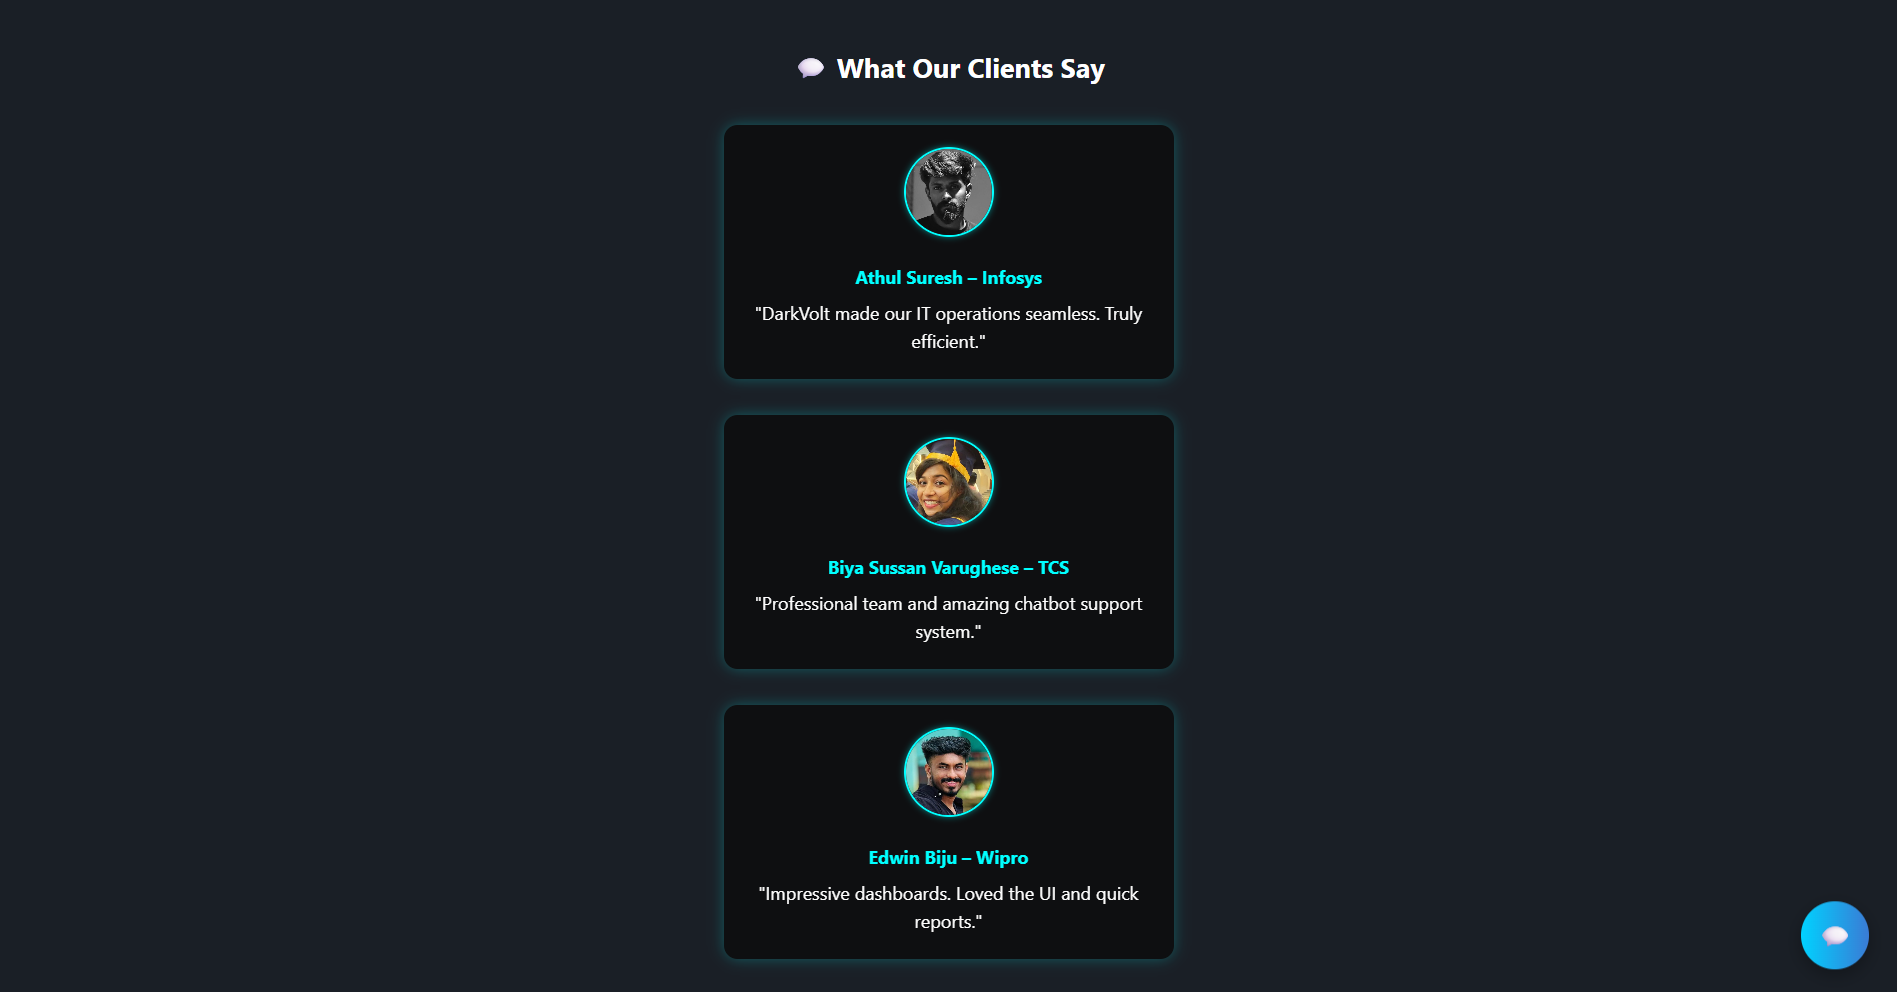 What Our Clients Say
Athul Suresh – Infosys
"DarkVolt made our IT operations seamless. Truly
efficient."
Biya Sussan Varughese – TCS
"Professional team and amazing chatbot support
system."
Edwin Biju – Wipro
"Impressive dashboards. Loved the UI and quick
reports."